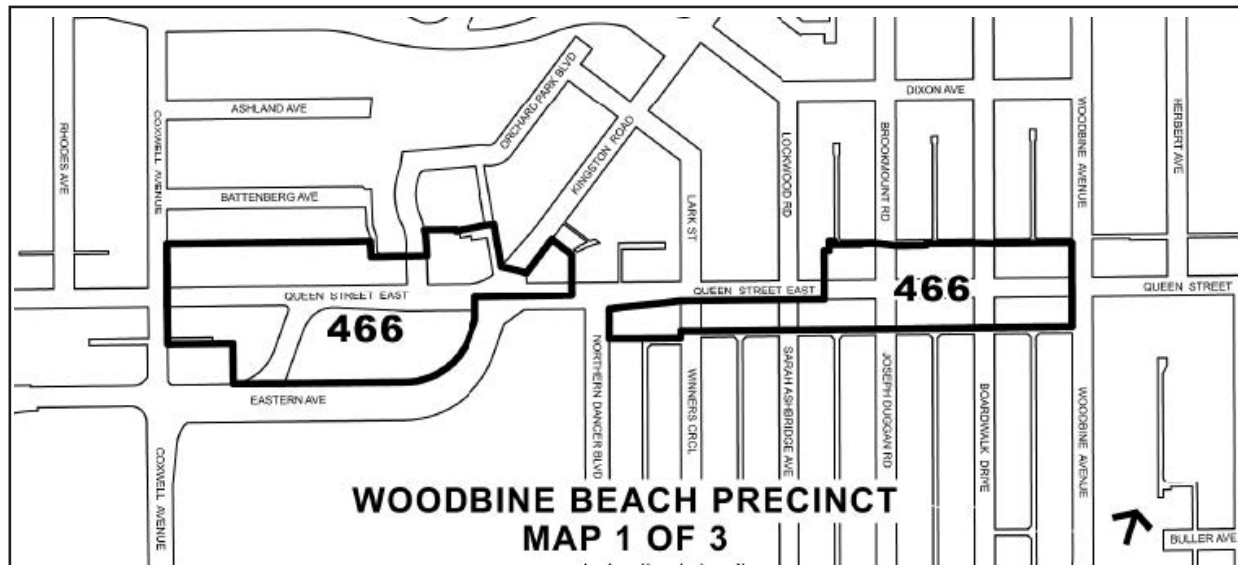 ORCHARD PARK BLVD
DIXON AVE
ASHLAND AVE
KINGSTON ROAD
RHODES AVE
COXWELL AVENUE
LOCKWOOD RD
BROOKMOUNT RD
WOODBINE AVENUE
HERBERT AVE
BATTENBERG AVE
LARK ST
QUEEN STREET EAST
QUEEN STREET EAST
466
QUEEN STREET
466
EASTERN AVE
NORTHERN DANCER BLVD
WINNERS CRCL
SARAH ASHBRIDGE AVE
JOSEPH DUGGAN RD
BOARDWALK DRIVE
WOODBINE AVENUE
COXWELL AVENUE
WOODBINE BEACH PRECINCT
MAP 1 OF 3
BULLER AVE